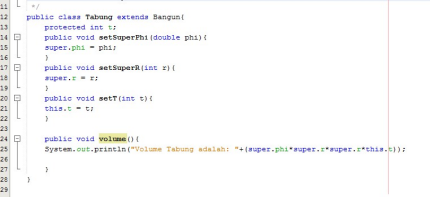 11 */
12 public class Tabung extends Bangun{
13 protected int t;
14 public void setSuperPhi(double phi){
15 super.phi = phi;
16 }
17 public void setSuperR(int r){
18 super.r = r;
19 }
20 public void setT(int t){
21 this.t = t;
22 }
23
24 public void volume(){
25 System.out.println("Volume Tabung adalah: "+(super.phi*super.r*super.r*this.t));
26
27 }
28 }
29